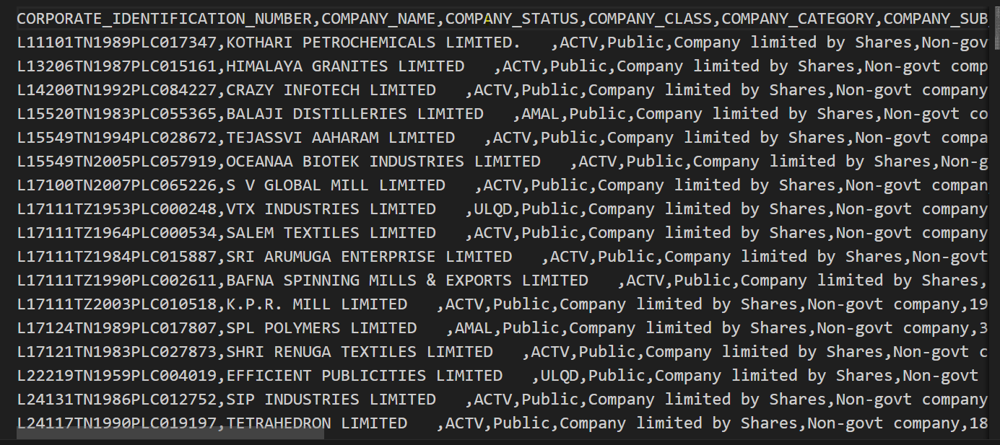 CORPORATE_IDENTIFICATION_NUMBER,COMPANY_NAME,COMPANY_STATUS,COMPANY_CLASS,COMPANY_CATEGORY,COMPANY_SUB_
L11101TN1989PLC017347,KOTHARI PETROCHEMICALS LIMITED.   ,ACTV,Public,Company limited by Shares,Non-gov
L13206TN1987PLC015161,HIMALAYA GRANITES LIMITED   ,ACTV,Public,Company limited by Shares,Non-govt comp
L14200TN1992PLC084227,CRAZY INFOTECH LIMITED   ,ACTV,Public,Company limited by Shares,Non-govt company
L15520TN1983PLC055365,BALAJI DISTILLERIES LIMITED   ,AMAL,Public,Company limited by Shares,Non-govt co
L15549TN1994PLC028672,TEJASSVI AAHARAM LIMITED   ,ACTV,Public,Company limited by Shares,Non-govt compa
L15549TN2005PLC057919,OCEANAA BIOTEK INDUSTRIES LIMITED   ,ACTV,Public,Company limited by Shares,Non-g
L17100TN2007PLC065226,S V GLOBAL MILL LIMITED   ,ACTV,Public,Company limited by Shares,Non-govt compan
L17111TZ1953PLC000248,VTX INDUSTRIES LIMITED   ,ULQD,Public,Company limited by Shares,Non-govt company
L17111TZ1964PLC000534,SALEM TEXTILES LIMITED   ,ACTV,Public,Company limited by Shares,Non-govt company
L17111TZ1984PLC015887,SRI ARUMUGA ENTERPRISE LIMITED   ,ACTV,Public,Company limited by Shares,Non-govt
L17111TZ1990PLC002611,BAFNA SPINNING MILLS & EXPORTS LIMITED   ,ACTV,Public,Company limited by Shares,
L17111TZ2003PLC010518,K.P.R. MILL LIMITED   ,ACTV,Public,Company limited by Shares,Non-govt company,19
L17124TN1989PLC017807,SPL POLYMERS LIMITED   ,AMAL,Public,Company limited by Shares,Non-govt company,3
L17121TN1983PLC027873,SHRI RENUGA TEXTILES LIMITED   ,ACTV,Public,Company limited by Shares,Non-govt c
L22219TN1959PLC004019,EFFICIENT PUBLICITIES LIMITED   ,ULQD,Public,Company limited by Shares,Non-govt
L24131TN1986PLC012752,SIP INDUSTRIES LIMITED   ,ACTV,Public,Company limited by Shares,Non-govt company
L24117TN1990PLC019197,TETRAHEDRON LIMITED   ,ACTV,Public,Company limited by Shares,Non-govt company,18